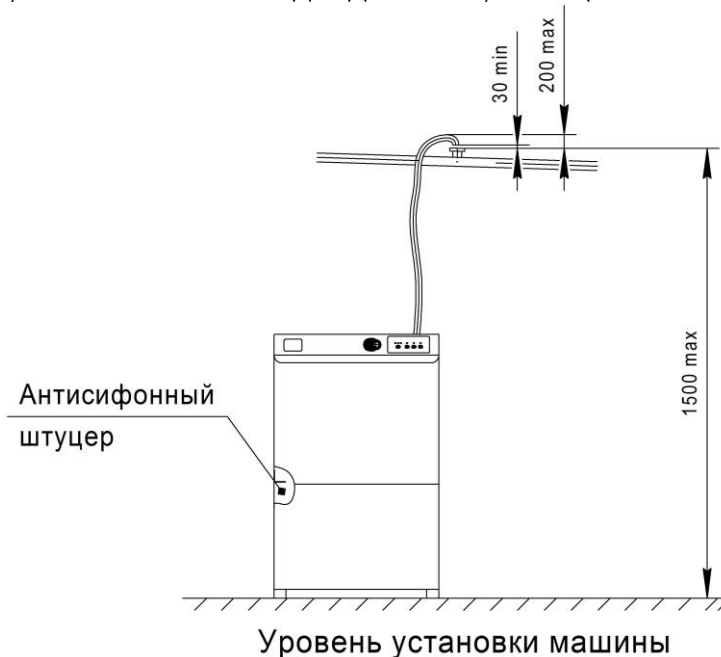 30 min
200 max
1500 max
Антисифонный
штуцер
Уровень установки машины